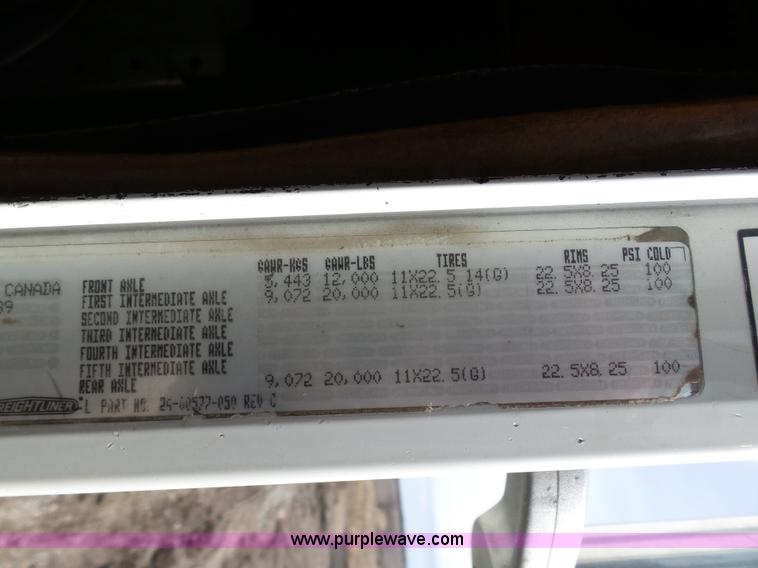 GAWR-KGS GAWR-LBS TIRES RIMS PSI COLD
CANADA FRONT AXLE 5,443 12,000 11X22.5 14(G) 22.5X8.25 100
89 FIRST INTERMEDIATE AXLE 9,072 20,000 11X22.5(G) 22.5X8.25 100
SECOND INTERMEDIATE AXLE
THIRD INTERMEDIATE AXLE
FOURTH INTERMEDIATE AXLE
FIFTH INTERMEDIATE AXLE
REAR AXLE 9,072 20,000 11X22.5(G) 22.5X8.25 100
FREIGHTLINER L PART NO. 24-00577-050 REV C
www.purplewave.com